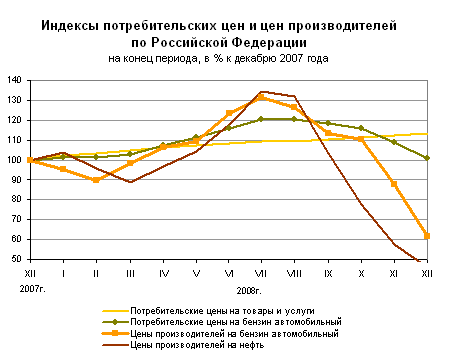 Индексы потребительских цен и цен производителей
по Российской Федерации
на конец периода, в % к декабрю 2007 года
140
130
120
110
100
90
80
70
60
50
XII I II III IV V VI VII VIII IX X XI XII
2007г. 2008г.
Потребительские цены на товары и услуги
Потребительские цены на бензин автомобильный
Цены производителей на бензин автомобильный
Цены производителей на нефть